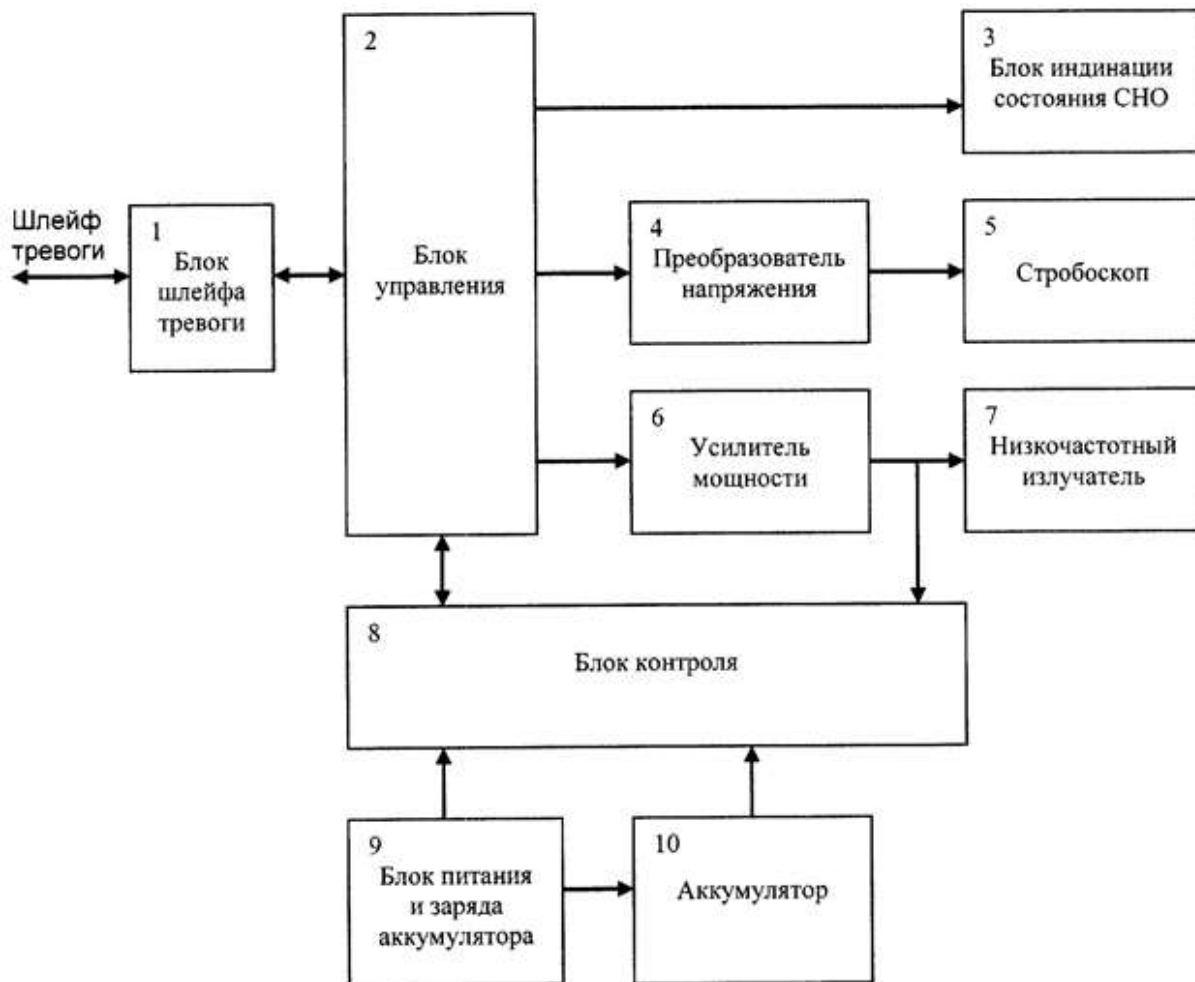 2
Блок
управления
3
Блок индинации
состояния СНО
Шлейф
тревоги
1
Блок
шлейфа
тревоги
4
Преобразователь
напряжения
5
Стробоскоп
6
Усилитель
мощности
7
Низкочастотный
излучатель
8
Блок контроля
9
Блок питания
и заряда
аккумулятора
10
Аккумулятор